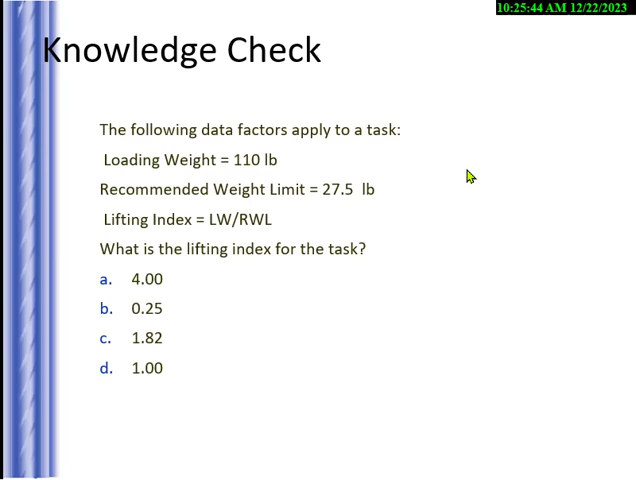 10:25:44 AM 12/22/2023
Knowledge Check
The following data factors apply to a task:
Loading Weight = 110 lb
Recommended Weight Limit = 27.5 lb
Lifting Index = LW/RWL
What is the lifting index for the task?
a. 4.00
b. 0.25
c. 1.82
d. 1.00